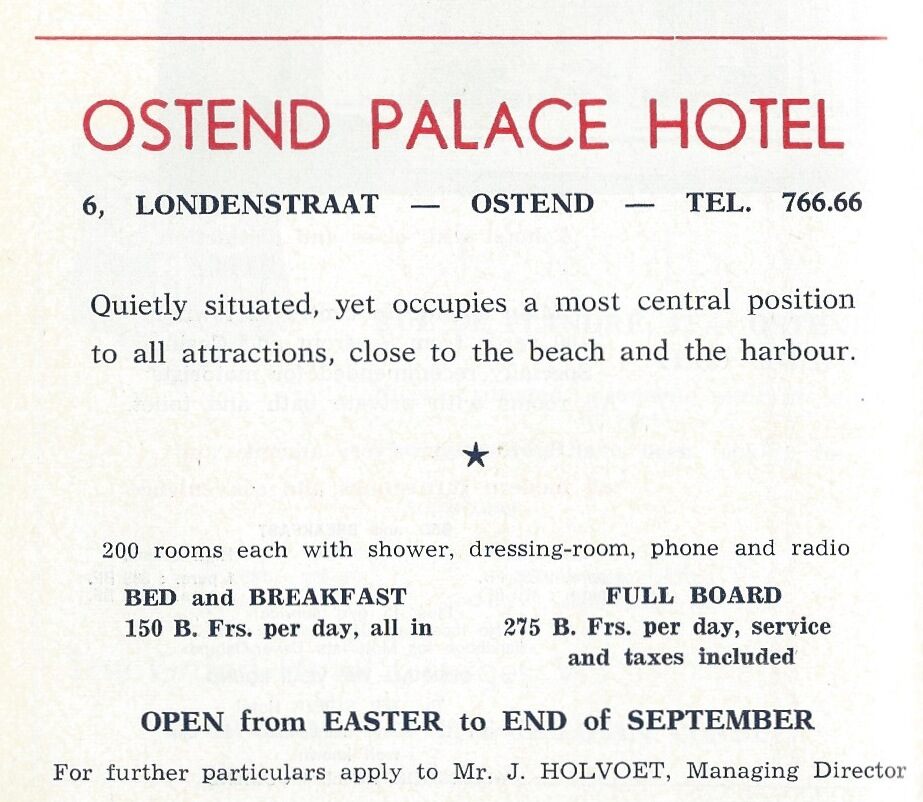 OSTEND PALACE HOTEL
6, LONDENSTRAAT — OSTEND — TEL. 766.66
Quietly situated, yet occupies a most central position
to all attractions, close to the beach and the harbour.
★
200 rooms each with shower, dressing-room, phone and radio
BED and BREAKFAST
150 B. Frs. per day, all in
FULL BOARD
275 B. Frs. per day, service
and taxes included
OPEN from EASTER to END of SEPTEMBER
For further particulars apply to Mr. J. HOLVOET, Managing Director